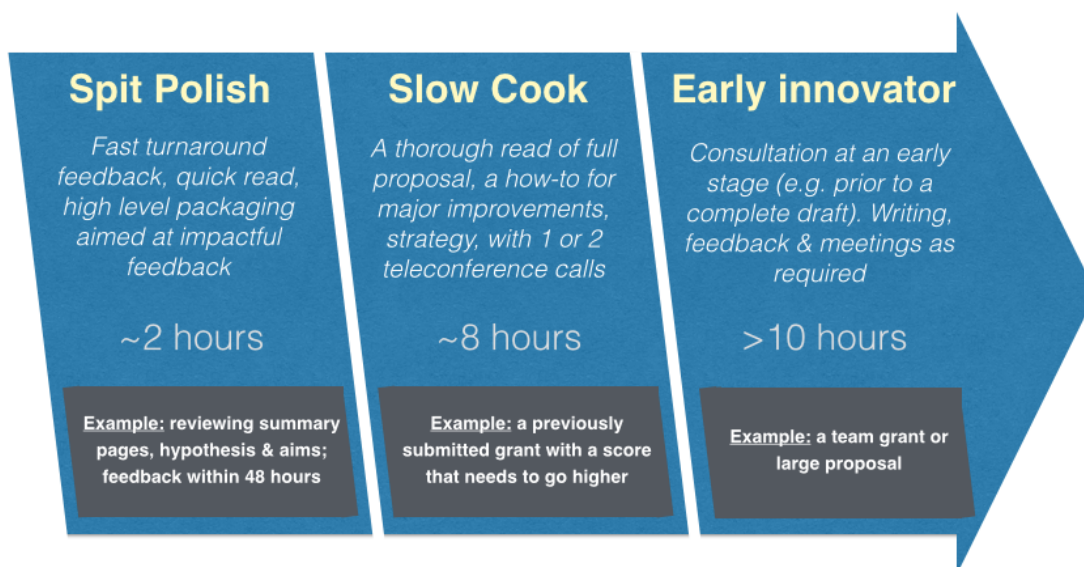 Spit Polish
Fast turnaround
feedback, quick read,
high level packaging
aimed at impactful
feedback
~2 hours
Example: reviewing summary
pages, hypothesis & aims;
feedback within 48 hours
Slow Cook
A thorough read of full
proposal, a how-to for
major improvements,
strategy, with 1 or 2
teleconference calls
~8 hours
Example: a previously
submitted grant with a score
that needs to go higher
Early innovator
Consultation at an early
stage (e.g. prior to a
complete draft). Writing,
feedback & meetings as
required
>10 hours
Example: a team grant or
large proposal